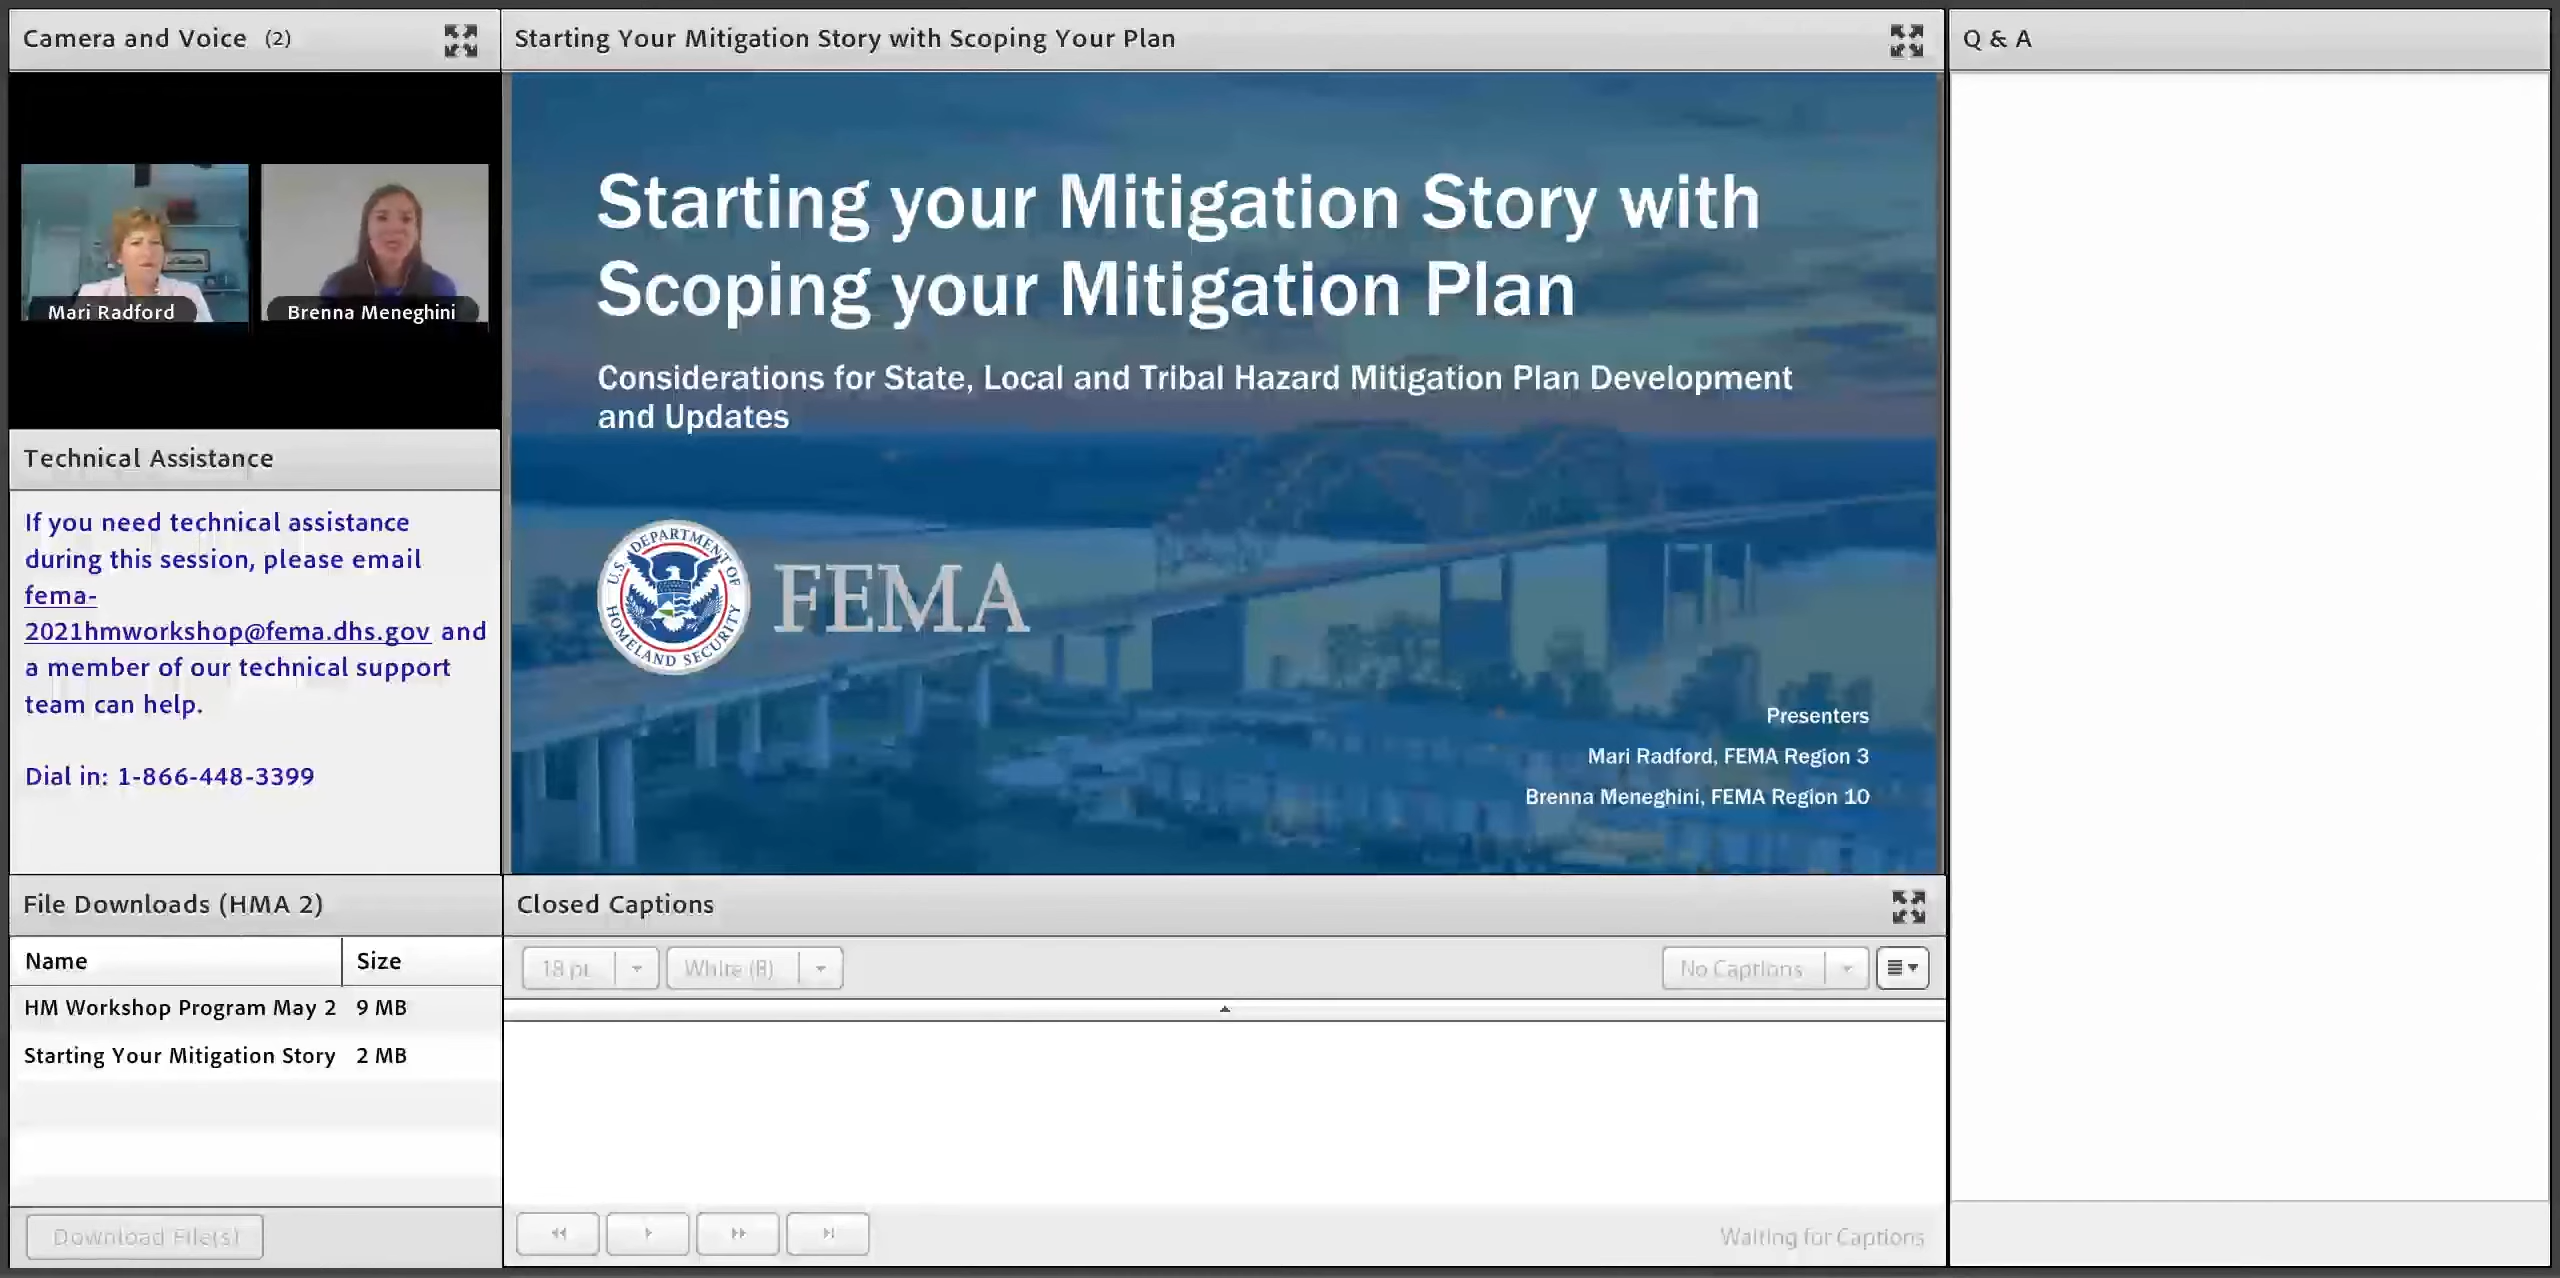 Camera and Voice (2)
Mari Radford
Brenna Meneghini
Technical Assistance
If you need technical assistance
during this session, please email
fema-
2021hmworkshop@fema.dhs.gov and
a member of our technical support
team can help.
Dial in: 1-866-448-3399
File Downloads (HMA 2)
Name Size
HM Workshop Program May 2 9 MB
Starting Your Mitigation Story 2 MB
Download File(s)
Starting Your Mitigation Story with Scoping Your Plan
Starting your Mitigation Story with
Scoping your Mitigation Plan
Considerations for State, Local and Tribal Hazard Mitigation Plan Development
and Updates
U.S. DEPARTMENT OF
HOMELAND SECURITY
FEMA
Presenters
Mari Radford, FEMA Region 3
Brenna Meneghini, FEMA Region 10
Closed Captions
18 pt White (B) No Captions
Waiting for Captions
Q & A